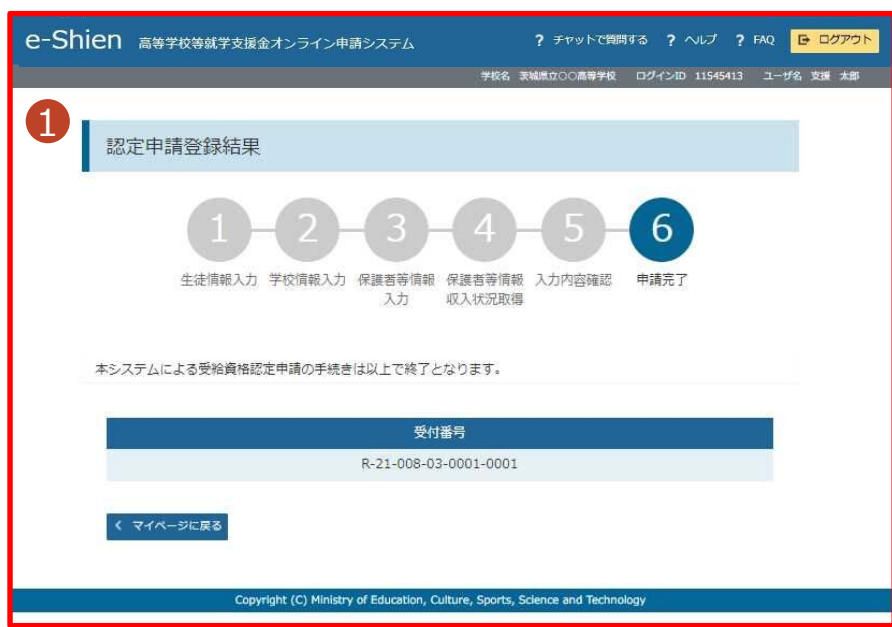 e-Shien 高等学校等就学支援金オンライン申請システム ? チャットで質問する ? ヘルプ ? FAQ ログアウト
学校名 茨城県立〇〇高等学校 ログインID 11545413 ユーザ名 支援 太郎
1
認定申請登録結果
1 2 3 4 5 6
生徒情報入力 学校情報入力 保護者等情報 保護者等情報 入力内容確認 申請完了
入力 収入状況取得
本システムによる受給資格認定申請の手続きは以上で終了となります。
受付番号
R-21-008-03-0001-0001
く マイページに戻る
Copyright (C) Ministry of Education, Culture, Sports, Science and Technology